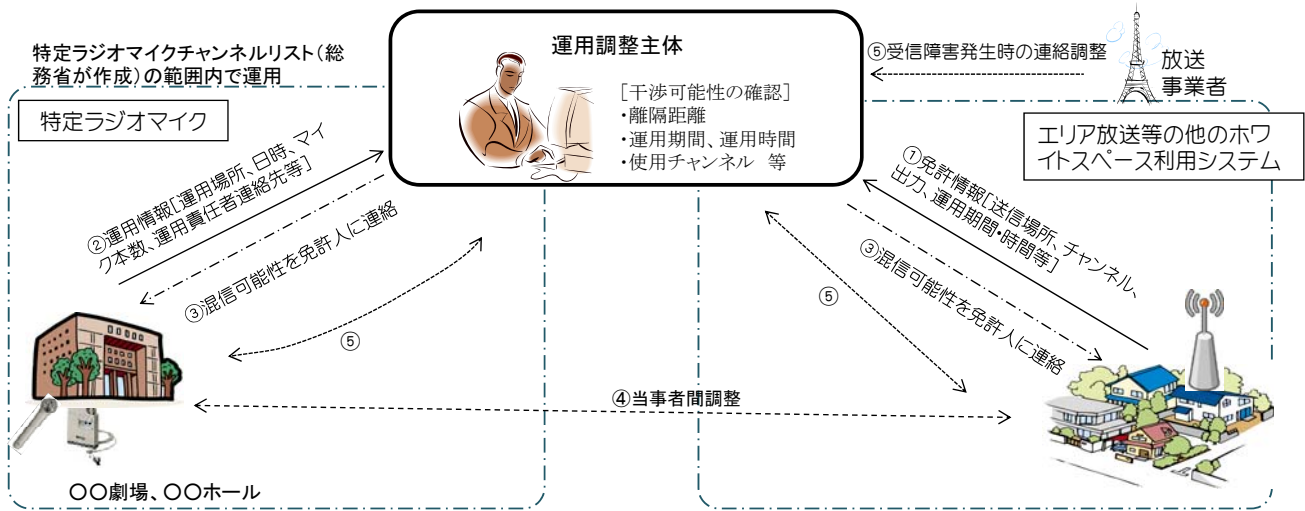 特定ラジオマイクチャンネルリスト(総
務省が作成)の範囲内で運用
特定ラジオマイク
運用調整主体
[干渉可能性の確認]
・離隔距離
・運用期間、運用時間
・使用チャンネル 等
⑤受信障害発生時の連絡調整
放送
事業者
エリア放送等の他のホワ
イトスペース利用システム
②運用情報[運用場所、日時、マイ
ク本数、運用責任者連絡先等]
③混信可能性を免許人に連絡
⑤
①免許情報[送信場所、チャンネル、
出力、運用期間・時間等]
③混信可能性を免許人に連絡
⑤
④当事者間調整
〇〇劇場、〇〇ホール